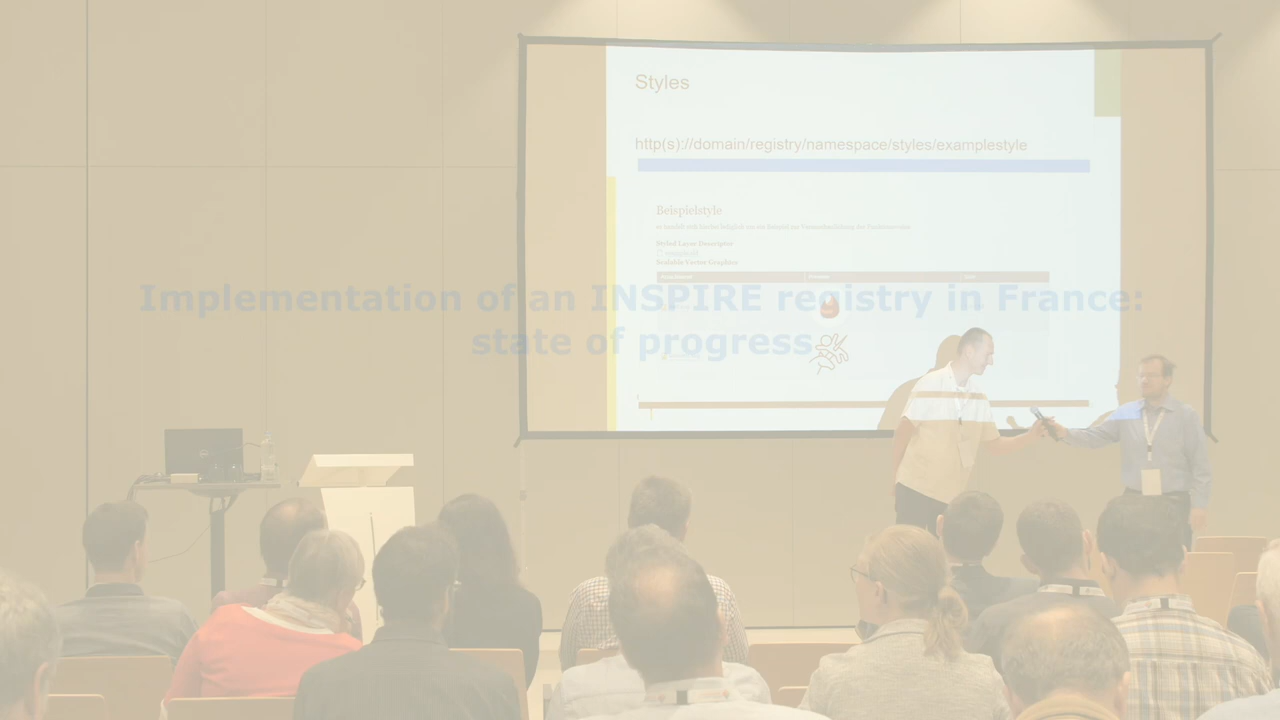 Styles
http(s)://domain/registry/namespace/styles/examplestyle
Beispielstyle
Styled Layer Descriptor
Scalable Vector Graphics
Implementation of an INSPIRE registry in France:
state of progress